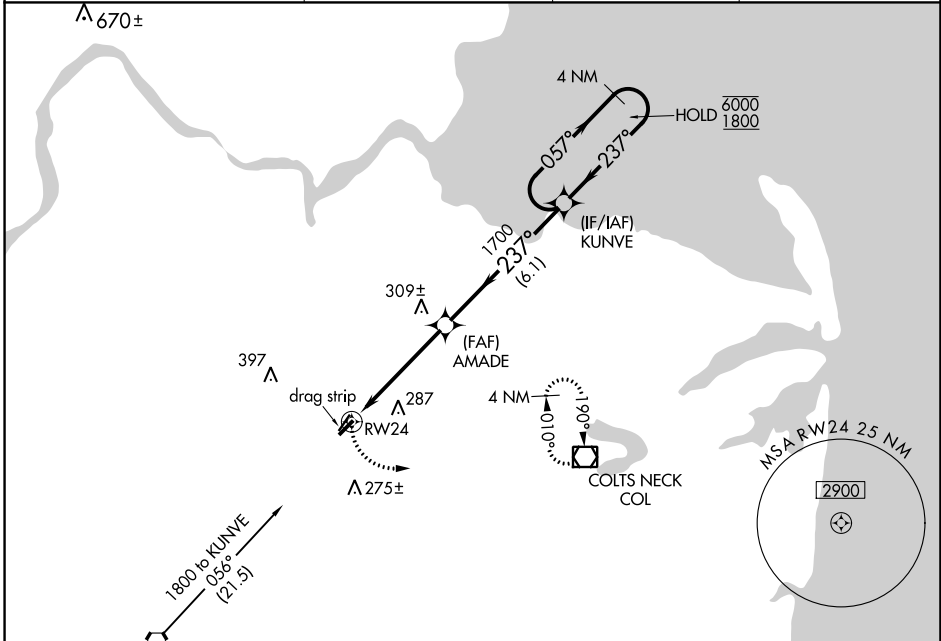 670±
4 NM
HOLD 6000
1800
057°
237°
(IF/IAF)
KUNVE
1700
237°
(6.1)
309±
(FAF)
AMADE
397
drag strip
287
RW24
4 NM
010°
190°
275±
COLTS NECK
COL
MSA RW24 25 NM
2900
1800 to KUNVE
056°
(21.5)